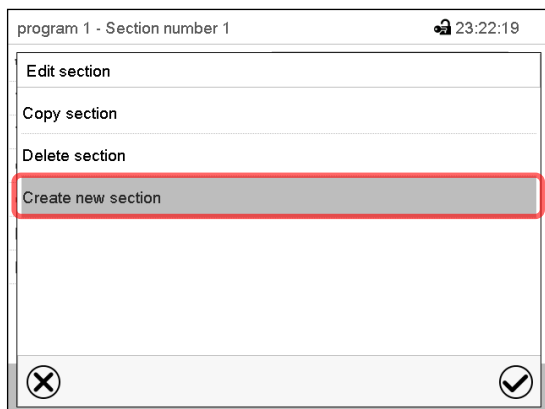 program 1 - Section number 1 23:22:19
Edit section
Copy section
Delete section
Create new section